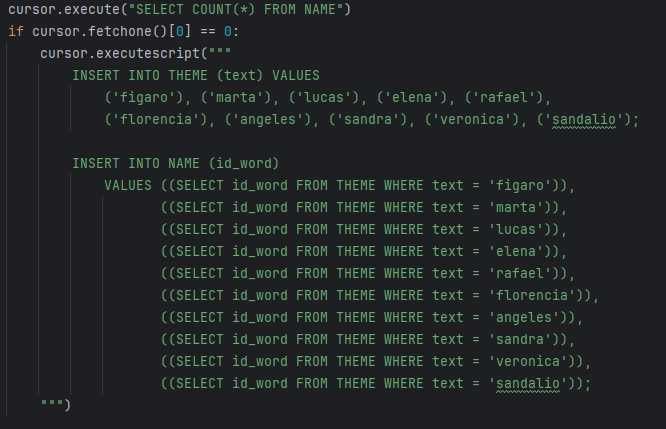 cursor.execute("SELECT COUNT(*) FROM NAME")
if cursor.fetchone()[0] == 0:
    cursor.executescript("""
        INSERT INTO THEME (text) VALUES
            ('figaro'), ('marta'), ('lucas'), ('elena'), ('rafael'),
            ('florencia'), ('angeles'), ('sandra'), ('veronica'), ('sandalio');

        INSERT INTO NAME (id_word)
            VALUES ((SELECT id_word FROM THEME WHERE text = 'figaro')),
                   ((SELECT id_word FROM THEME WHERE text = 'marta')),
                   ((SELECT id_word FROM THEME WHERE text = 'lucas')),
                   ((SELECT id_word FROM THEME WHERE text = 'elena')),
                   ((SELECT id_word FROM THEME WHERE text = 'rafael')),
                   ((SELECT id_word FROM THEME WHERE text = 'florencia')),
                   ((SELECT id_word FROM THEME WHERE text = 'angeles')),
                   ((SELECT id_word FROM THEME WHERE text = 'sandra')),
                   ((SELECT id_word FROM THEME WHERE text = 'veronica')),
                   ((SELECT id_word FROM THEME WHERE text = 'sandalio'));
    """)